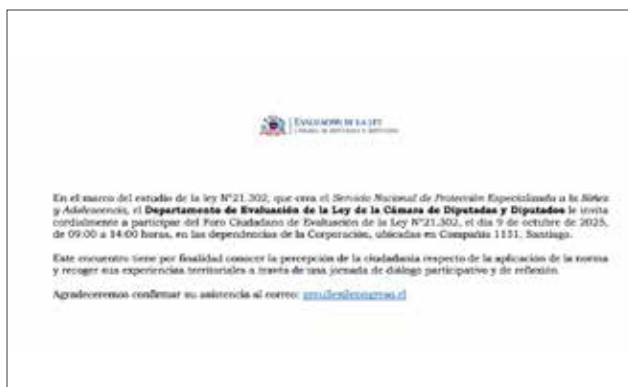 EVALUACIÓN DE LA LEY
CÁMARA DE DIPUTADAS Y DIPUTADOS
En el marco del estudio de la ley N°21.302, que crea el Servicio Nacional de Protección Especializada a la Niñez
y Adolescencia, el Departamento de Evaluación de la Ley de la Cámara de Diputadas y Diputados le invita
cordialmente a participar del Foro Ciudadano de Evaluación de la Ley N°21.302, el día 9 de octubre de 2025,
de 09:00 a 14:00 horas, en las dependencias de la Corporación, ubicadas en Compañía 1131, Santiago.
Este encuentro tiene por finalidad conocer la percepción de la ciudadanía respecto de la aplicación de la norma
y recoger sus experiencias territoriales a través de una jornada de diálogo participativo y de reflexión.
Agradeceremos confirmar su asistencia al correo: